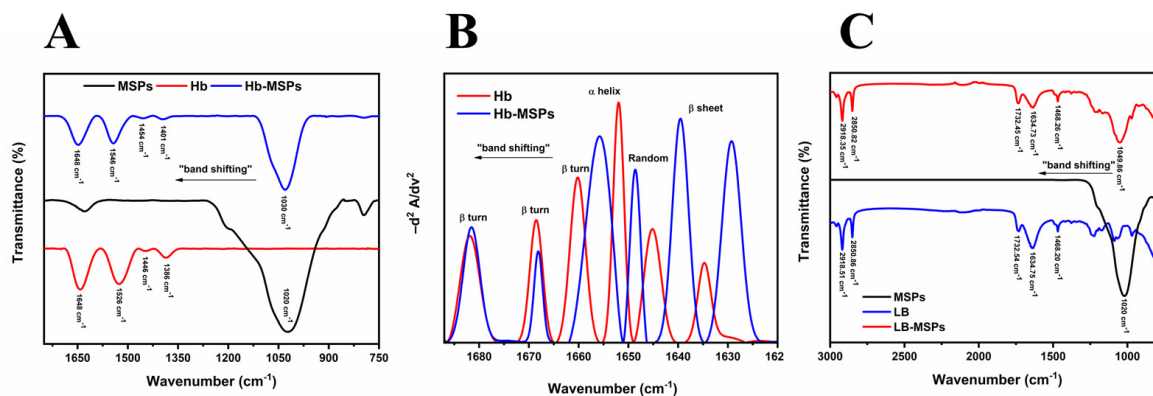 A
MSPs Hb Hb-MSPs
1648 cm⁻¹
1546 cm⁻¹
1454 cm⁻¹
1401 cm⁻¹
"band shifting"
1030 cm⁻¹
1648 cm⁻¹
1526 cm⁻¹
1446 cm⁻¹
1386 cm⁻¹
1020 cm⁻¹
Transmittance (%)
1650 1500 1350 1200 1050 900 750
Wavenumber (cm⁻¹)
B
Hb
Hb-MSPs
α helix
β sheet
"band shifting"
Random
β turn
β turn
β turn
–d² A/dv²
1680 1670 1660 1650 1640 1630 162
Wavenumber (cm⁻¹)
C
2918.35 cm⁻¹
2850.82 cm⁻¹
1732.45 cm⁻¹
1634.73 cm⁻¹
1468.26 cm⁻¹
1049.86 cm⁻¹
"band shifting"
2918.51 cm⁻¹
2850.86 cm⁻¹
1732.54 cm⁻¹
1634.75 cm⁻¹
1468.20 cm⁻¹
1020 cm⁻¹
MSPs
LB
LB-MSPs
Transmittance (%)
3000 2500 2000 1500 1000
Wavenumber (cm⁻¹)